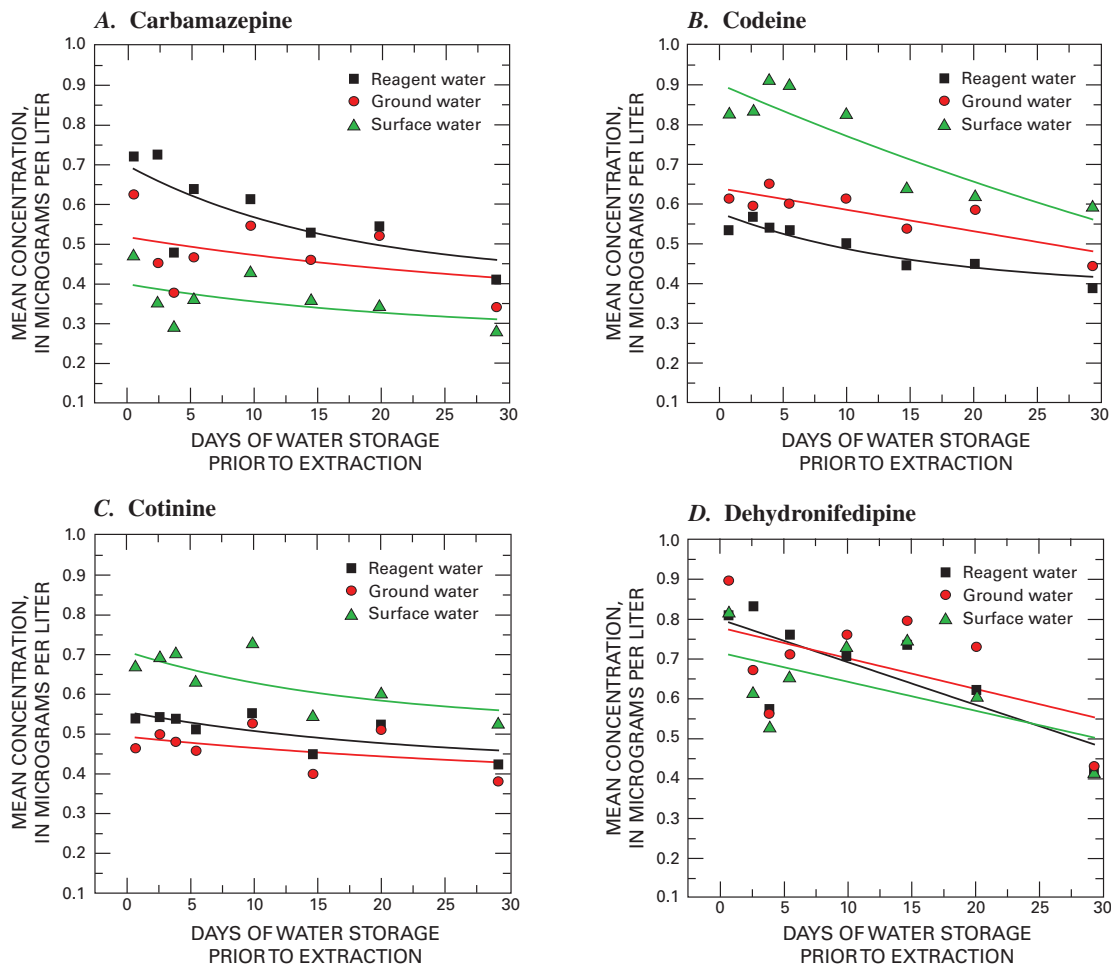 A. Carbamazepine
1.0
0.9
0.8
0.7
0.6
0.5
0.4
0.3
0.2
0.1
MEAN CONCENTRATION,
IN MICROGRAMS PER LITER
Reagent water
Ground water
Surface water
0 5 10 15 20 25 30
DAYS OF WATER STORAGE
PRIOR TO EXTRACTION
B. Codeine
1.0
0.9
0.8
0.7
0.6
0.5
0.4
0.3
0.2
0.1
MEAN CONCENTRATION,
IN MICROGRAMS PER LITER
Reagent water
Ground water
Surface water
0 5 10 15 20 25 30
DAYS OF WATER STORAGE
PRIOR TO EXTRACTION
C. Cotinine
1.0
0.9
0.8
0.7
0.6
0.5
0.4
0.3
0.2
0.1
MEAN CONCENTRATION,
IN MICROGRAMS PER LITER
Reagent water
Ground water
Surface water
0 5 10 15 20 25 30
DAYS OF WATER STORAGE
PRIOR TO EXTRACTION
D. Dehydronifedipine
1.0
0.9
0.8
0.7
0.6
0.5
0.4
0.3
0.2
0.1
MEAN CONCENTRATION,
IN MICROGRAMS PER LITER
Reagent water
Ground water
Surface water
0 5 10 15 20 25 30
DAYS OF WATER STORAGE
PRIOR TO EXTRACTION